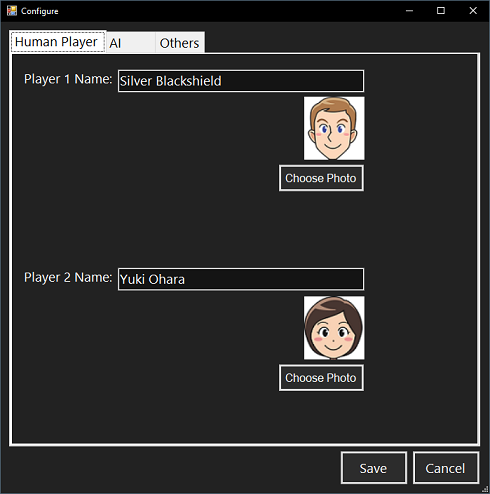 Configure
Human Player AI Others
Player 1 Name: Silver Blackshield
Choose Photo
Player 2 Name: Yuki Ohara
Choose Photo
Save Cancel